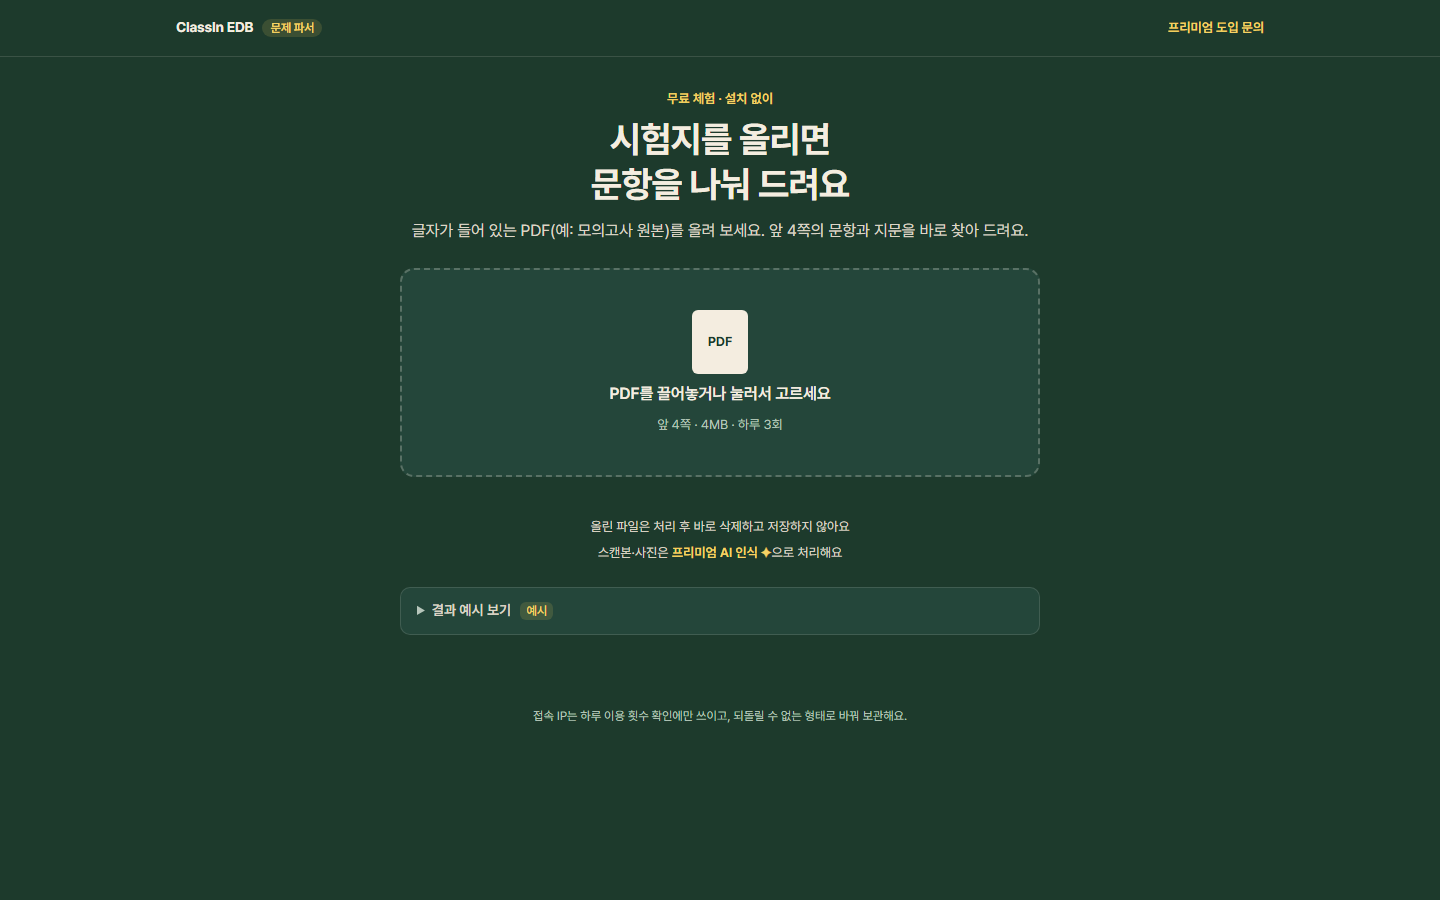 ClassIn EDB 문제 파서
프리미엄 도입 문의
무료 체험 · 설치 없이
시험지를 올리면
문항을 나눠 드려요
글자가 들어 있는 PDF(예: 모의고사 원본)를 올려 보세요. 앞 4쪽의 문항과 지문을 바로 찾아 드려요.
PDF
PDF를 끌어놓거나 눌러서 고르세요
앞 4쪽 · 4MB · 하루 3회
올린 파일은 처리 후 바로 삭제하고 저장하지 않아요
스캔본·사진은 프리미엄 AI 인식 ✦으로 처리해요
▶ 결과 예시 보기 예시
접속 IP는 하루 이용 횟수 확인에만 쓰이고, 되돌릴 수 없는 형태로 바꿔 보관해요.